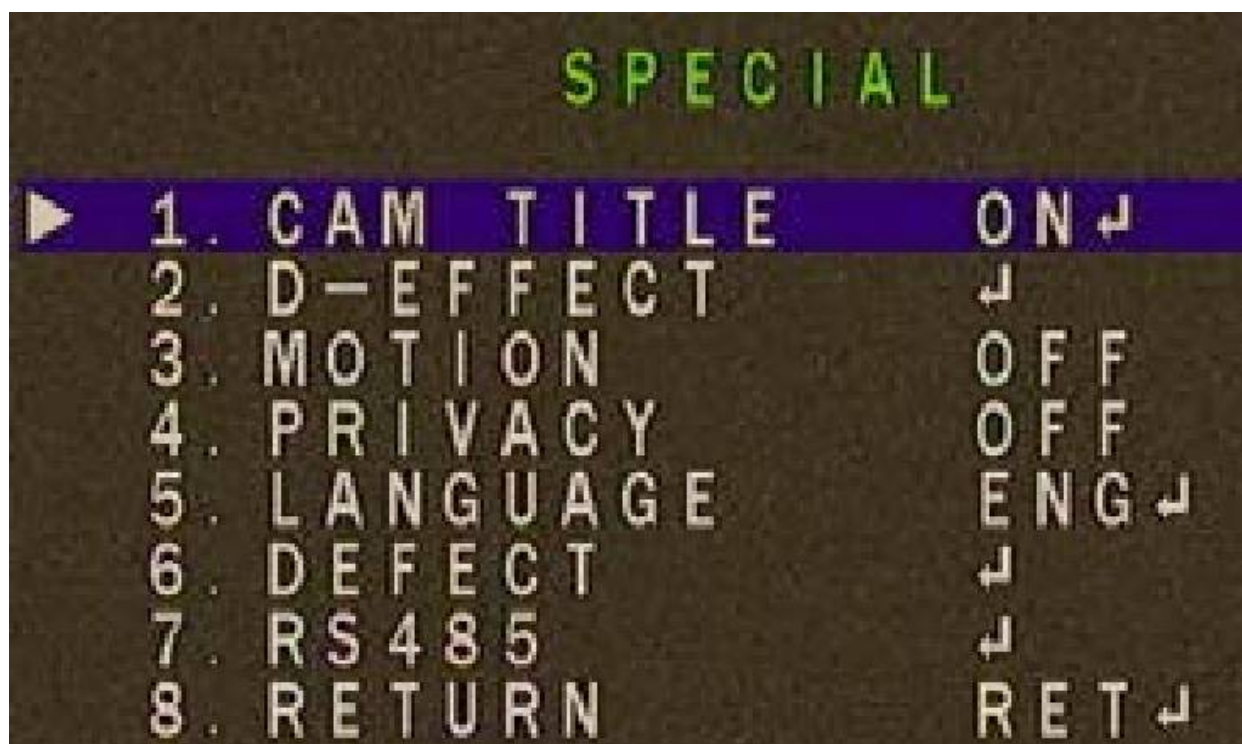 SPECIAL
▶ 1. CAM TITLE ON↵
2. D-EFFECT ↵
3. MOTION OFF
4. PRIVACY OFF
5. LANGUAGE ENG↵
6. DEFECT ↵
7. RS485 ↵
8. RETURN RET↵